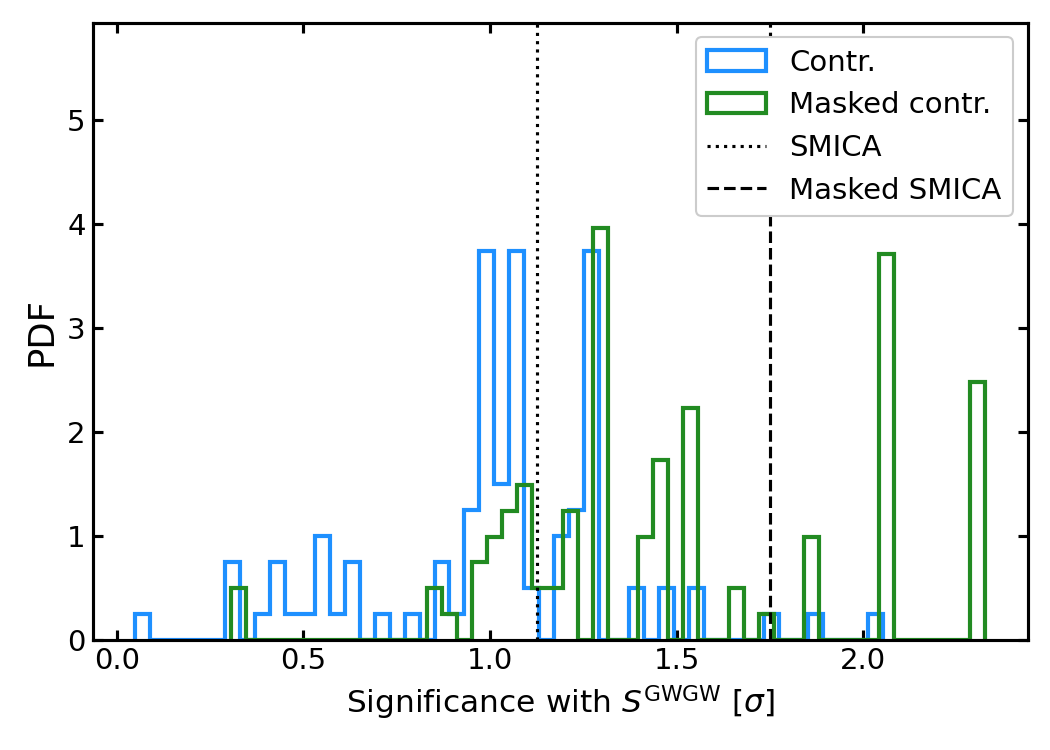 Contr.
Masked contr.
SMICA
Masked SMICA
PDF
5
4
3
2
1
0
0.0 0.5 1.0 1.5 2.0
Significance with S^GWGW [σ]